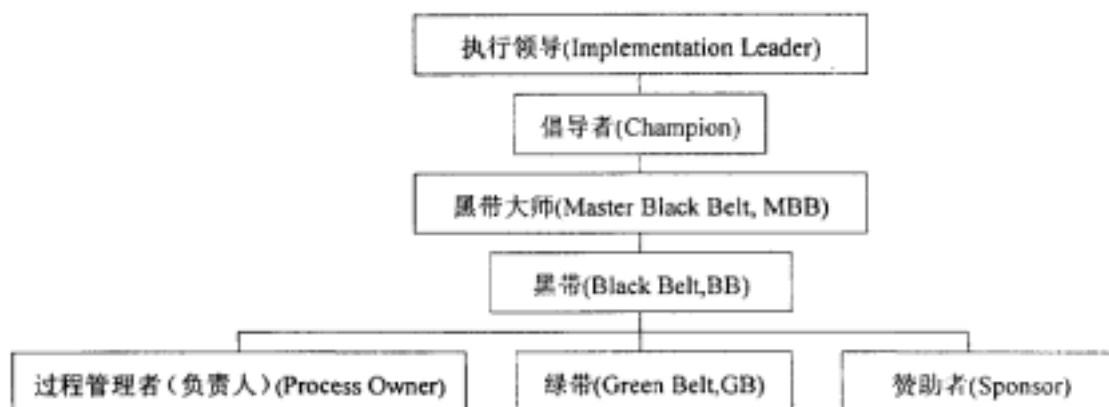 执行领导(Implementation Leader)
倡导者(Champion)
黑带大师(Master Black Belt, MBB)
黑带(Black Belt,BB)
过程管理者(负责人)(Process Owner)
绿带(Green Belt,GB)
赞助者(Sponsor)